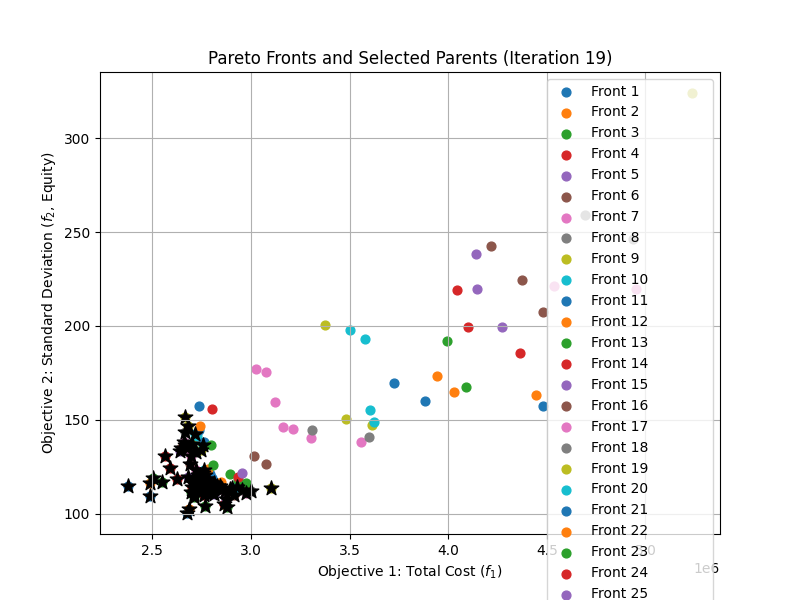 Pareto Fronts and Selected Parents (Iteration 19)
Objective 2: Standard Deviation (f₂, Equity)
300
250
200
150
100
2.5
3.0
3.5
4.0
4.5
5.0
1e6
Objective 1: Total Cost (f₁)
Front 1
Front 2
Front 3
Front 4
Front 5
Front 6
Front 7
Front 8
Front 9
Front 10
Front 11
Front 12
Front 13
Front 14
Front 15
Front 16
Front 17
Front 18
Front 19
Front 20
Front 21
Front 22
Front 23
Front 24
Front 25